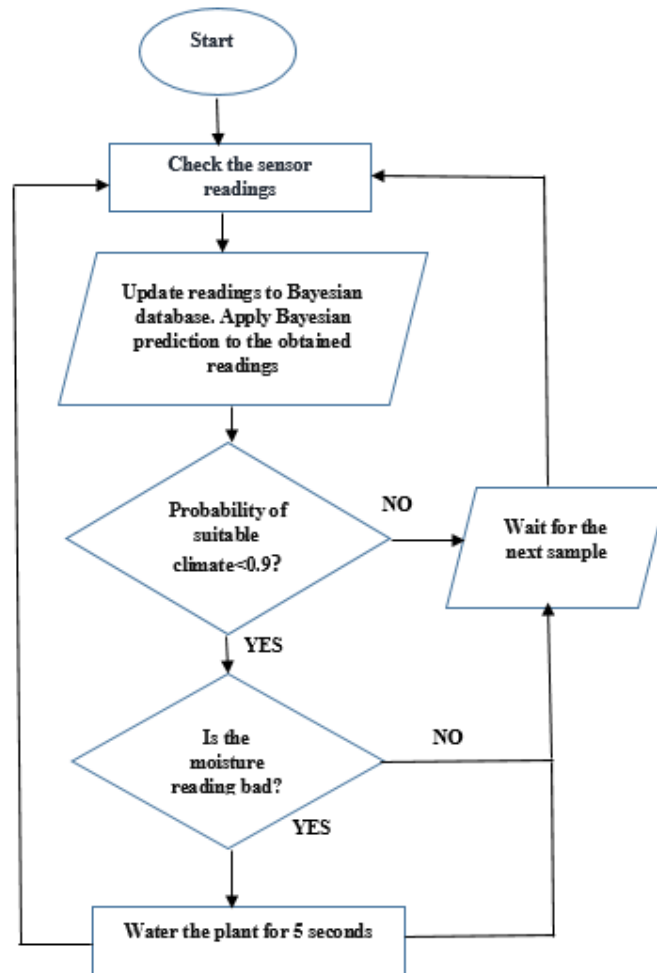 Start
Check the sensor
readings
Update readings to Bayesian
database. Apply Bayesian
prediction to the obtained
readings
Probability of
suitable
climate<0.9?
NO
Wait for the
next sample
YES
Is the
moisture
reading bad?
NO
YES
Water the plant for 5 seconds